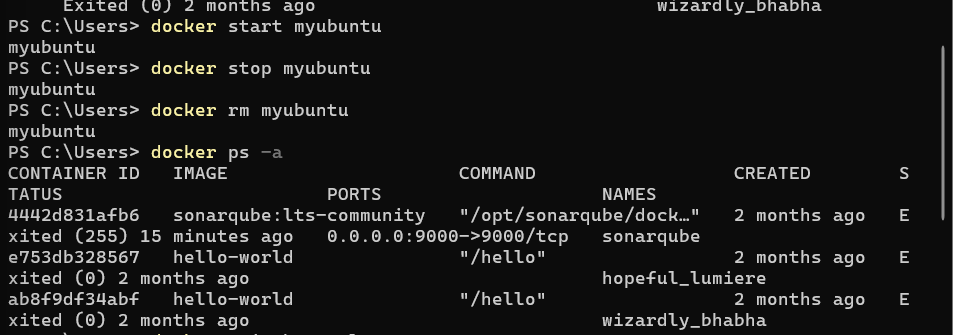 Exited (0) 2 months ago wizardly_bhabha
PS C:\Users> docker start myubuntu
myubuntu
PS C:\Users> docker stop myubuntu
myubuntu
PS C:\Users> docker rm myubuntu
myubuntu
PS C:\Users> docker ps -a
CONTAINER ID IMAGE COMMAND CREATED S
TATUS PORTS NAMES
4442d831afb6 sonarqube:lts-community "/opt/sonarqube/dock…" 2 months ago E
xited (255) 15 minutes ago 0.0.0.0:9000->9000/tcp sonarqube
e753db328567 hello-world "/hello" 2 months ago E
xited (0) 2 months ago hopeful_lumiere
ab8f9df34abf hello-world "/hello" 2 months ago E
xited (0) 2 months ago wizardly_bhabha